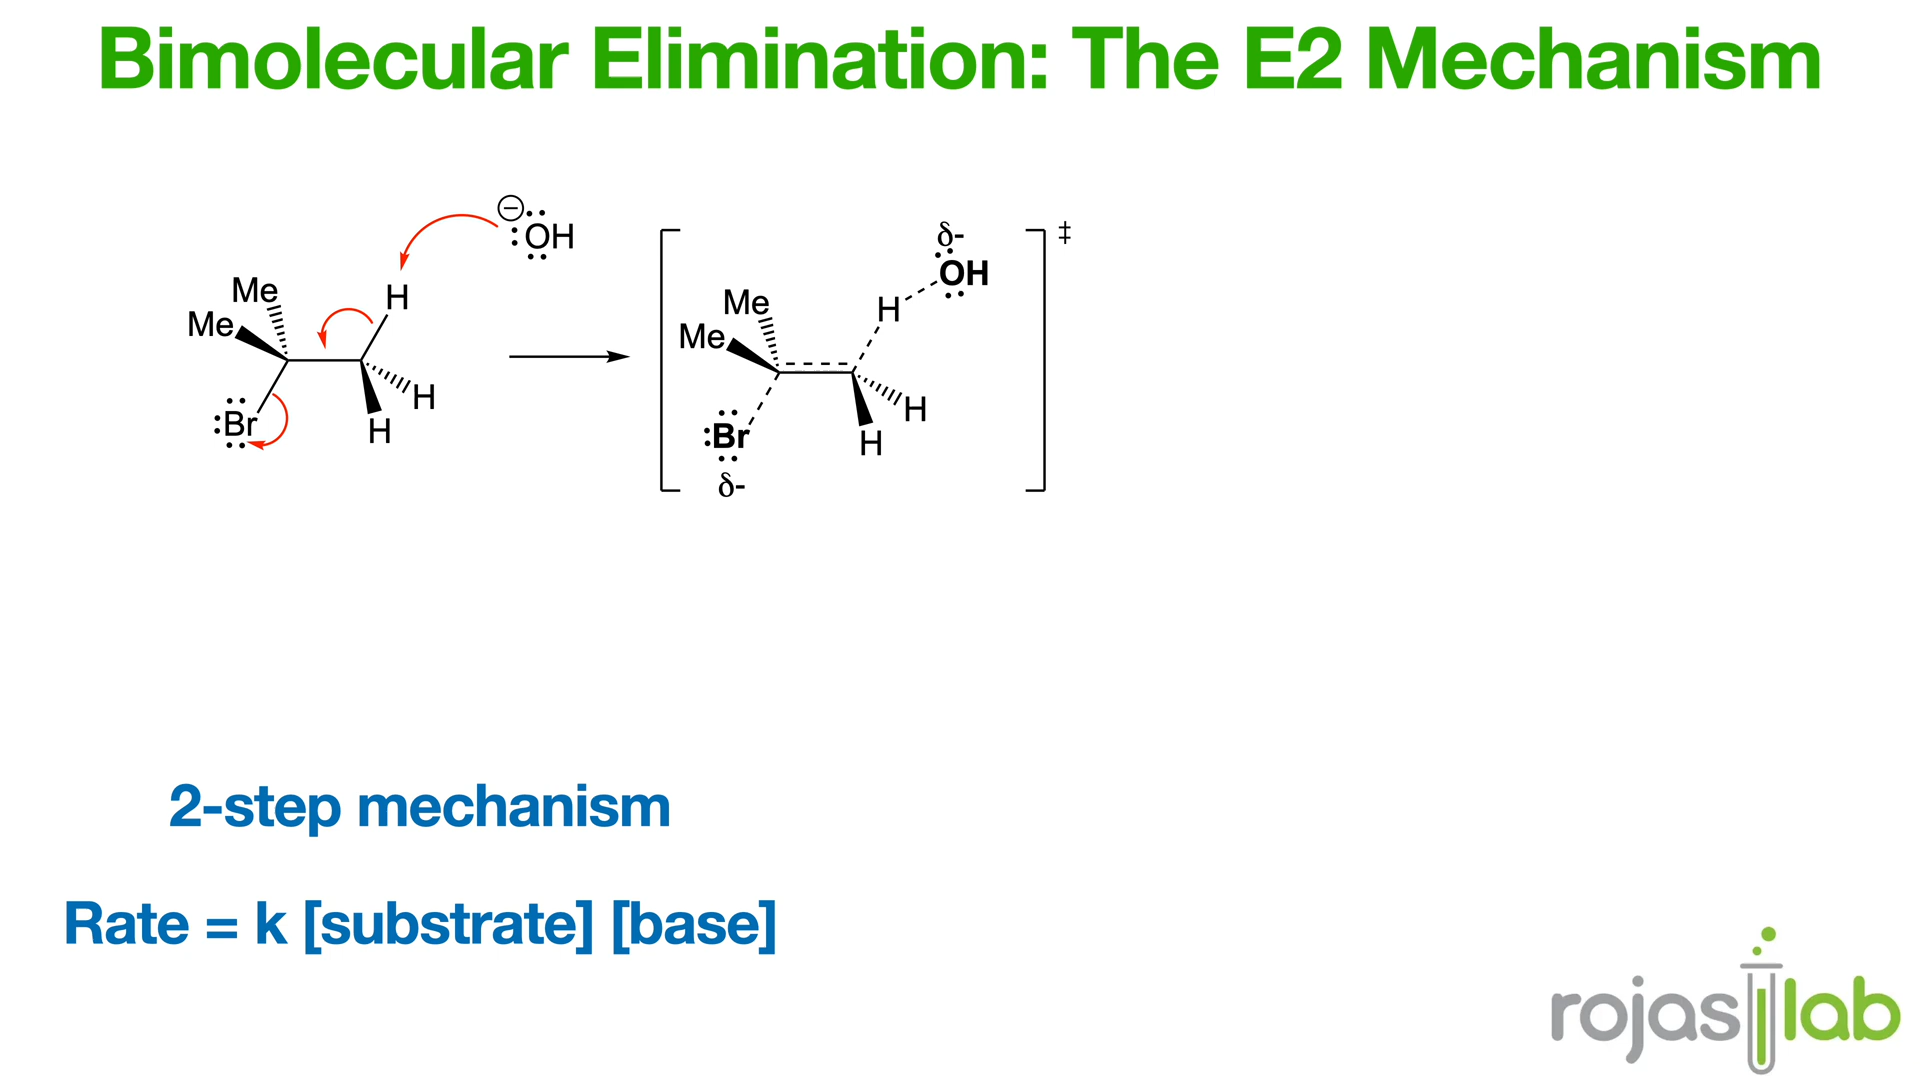 Bimolecular Elimination: The E2 Mechanism
⊖
:OH
Me
H
Me
:Br
H
H
δ-
‡
OH
Me
H
Me
:Br
H
H
δ-
2-step mechanism
Rate = k [substrate] [base]
rojas lab